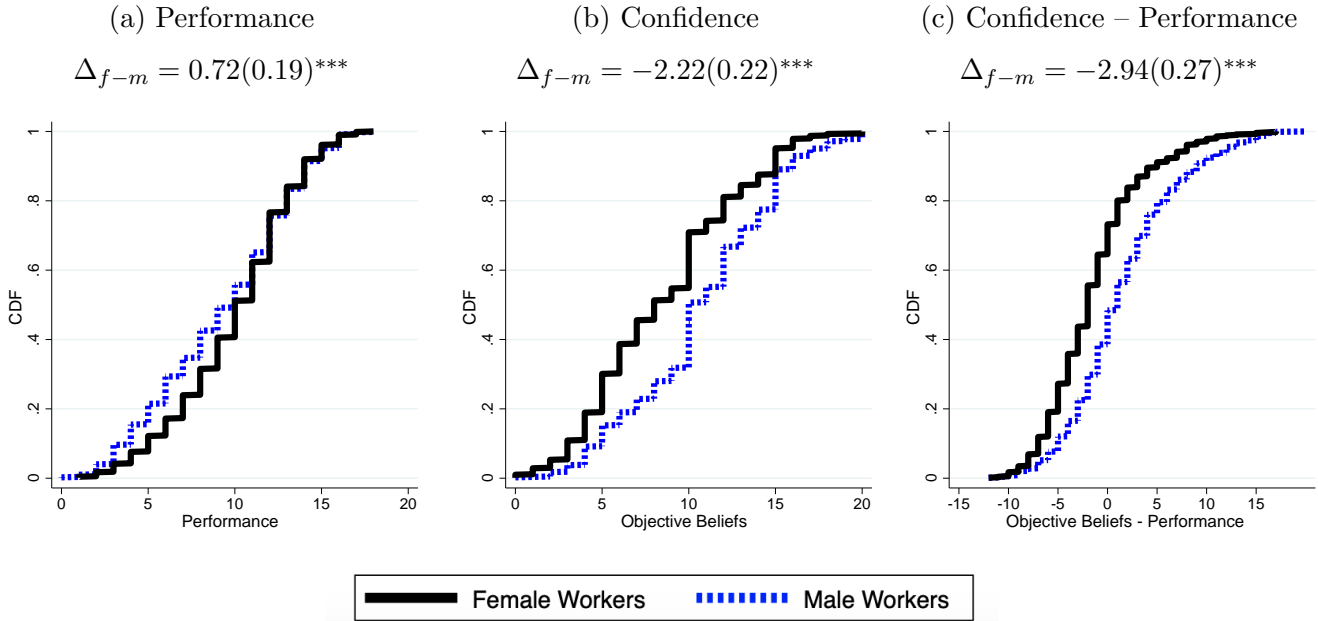 (a) Performance
Δf−m = 0.72(0.19)***
CDF
0 .2 .4 .6 .8 1
0 5 10 15 20
Performance
(b) Confidence
Δf−m = −2.22(0.22)***
CDF
0 .2 .4 .6 .8 1
0 5 10 15 20
Objective Beliefs
(c) Confidence – Performance
Δf−m = −2.94(0.27)***
CDF
0 .2 .4 .6 .8 1
-15 -10 -5 0 5 10 15 20
Objective Beliefs - Performance
Female Workers
Male Workers